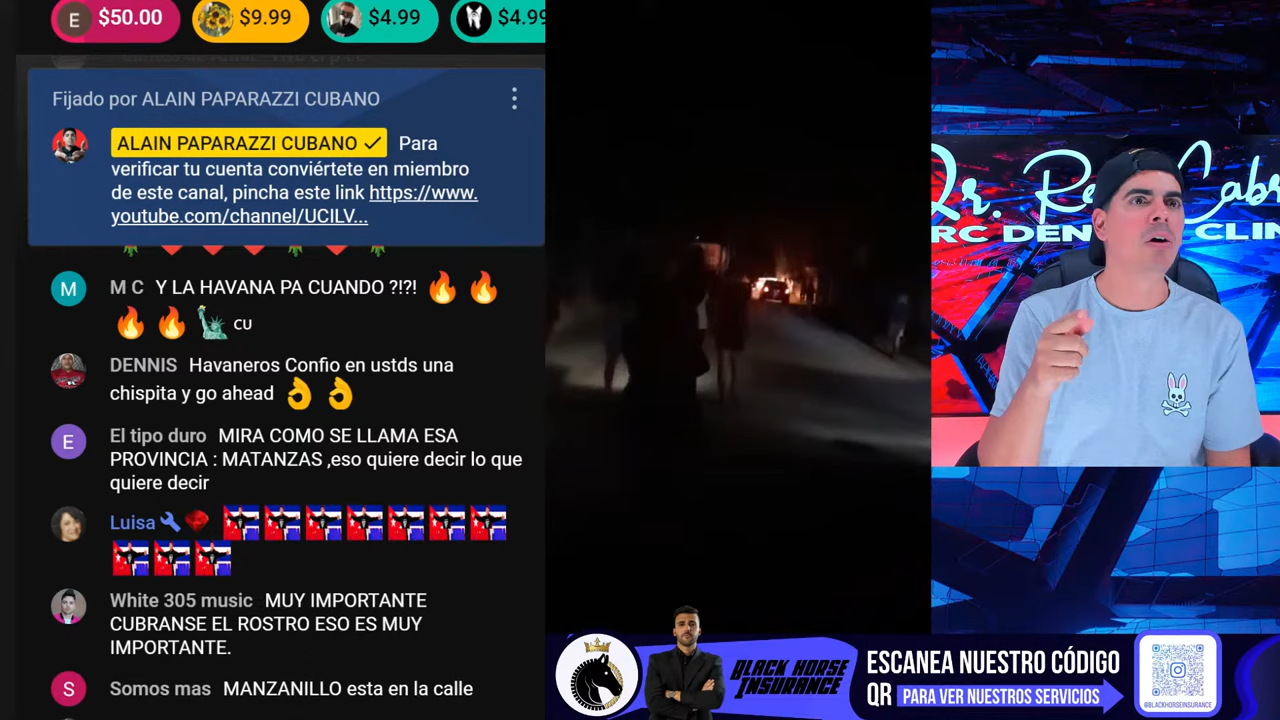 E $50.00
$9.99
$4.99
$4.99
Fijado por ALAIN PAPARAZZI CUBANO
ALAIN PAPARAZZI CUBANO Para
verificar tu cuenta conviértete en miembro
de este canal, pincha este link https://www.
youtube.com/channel/UCILV...
M
M C Y LA HAVANA PA CUANDO ?!?! 🔥 🔥
🔥 🔥 🗽 CU
DENNIS Havaneros Confio en ustds una
chispita y go ahead 👌 👌
E
El tipo duro MIRA COMO SE LLAMA ESA
PROVINCIA : MATANZAS ,eso quiere decir lo que
quiere decir
Luisa
White 305 music MUY IMPORTANTE
CUBRANSE EL ROSTRO ESO ES MUY
IMPORTANTE.
S
Somos mas MANZANILLO esta en la calle
RC DEN CLIN
BLACK HORSE
INSURANCE
ESCANEA NUESTRO CÓDIGO
QR PARA VER NUESTROS SERVICIOS
@BLACKHORSEINSURANCE